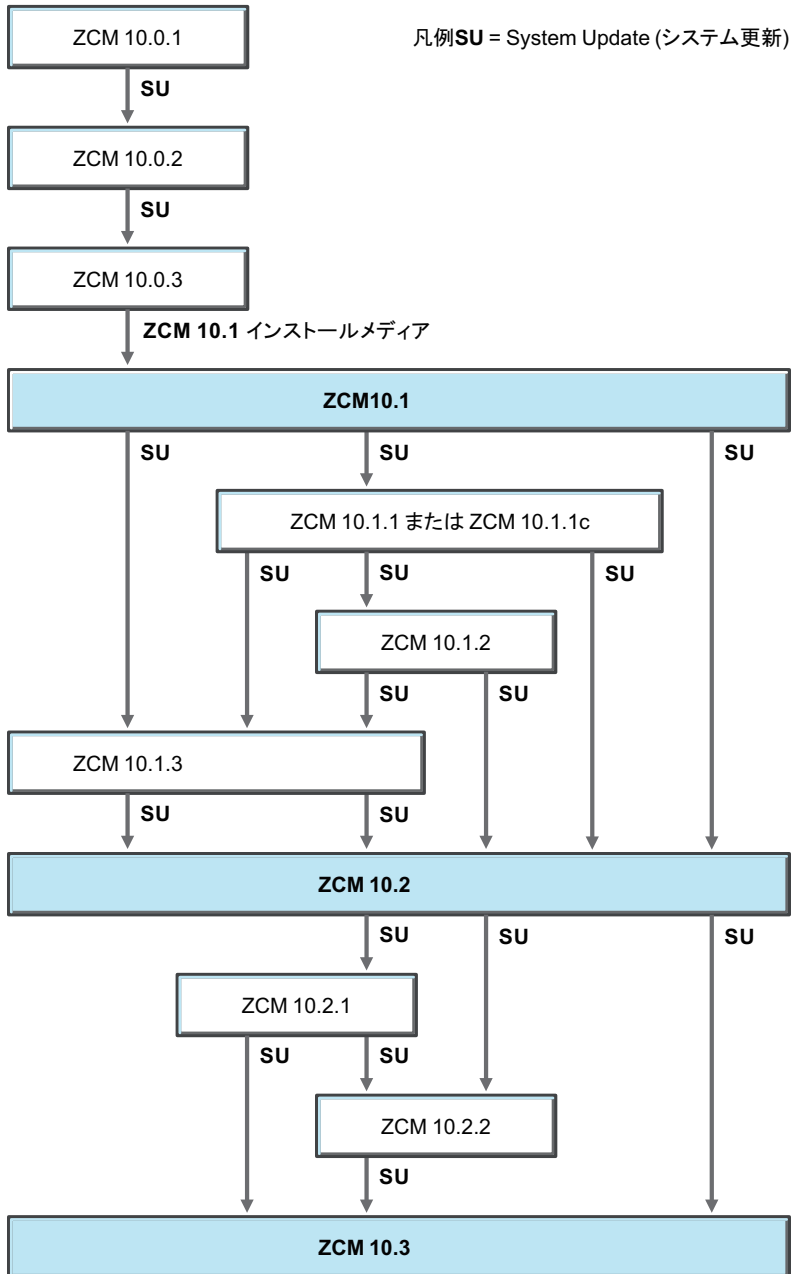 ZCM 10.0.1
凡例SU = System Update (システム更新)
SU
ZCM 10.0.2
SU
ZCM 10.0.3
ZCM 10.1 インストールメディア
ZCM10.1
SU SU SU
ZCM 10.1.1 または ZCM 10.1.1c
SU SU SU
ZCM 10.1.2
SU SU
ZCM 10.1.3
SU SU
ZCM 10.2
SU SU SU
ZCM 10.2.1
SU SU
ZCM 10.2.2
SU
ZCM 10.3